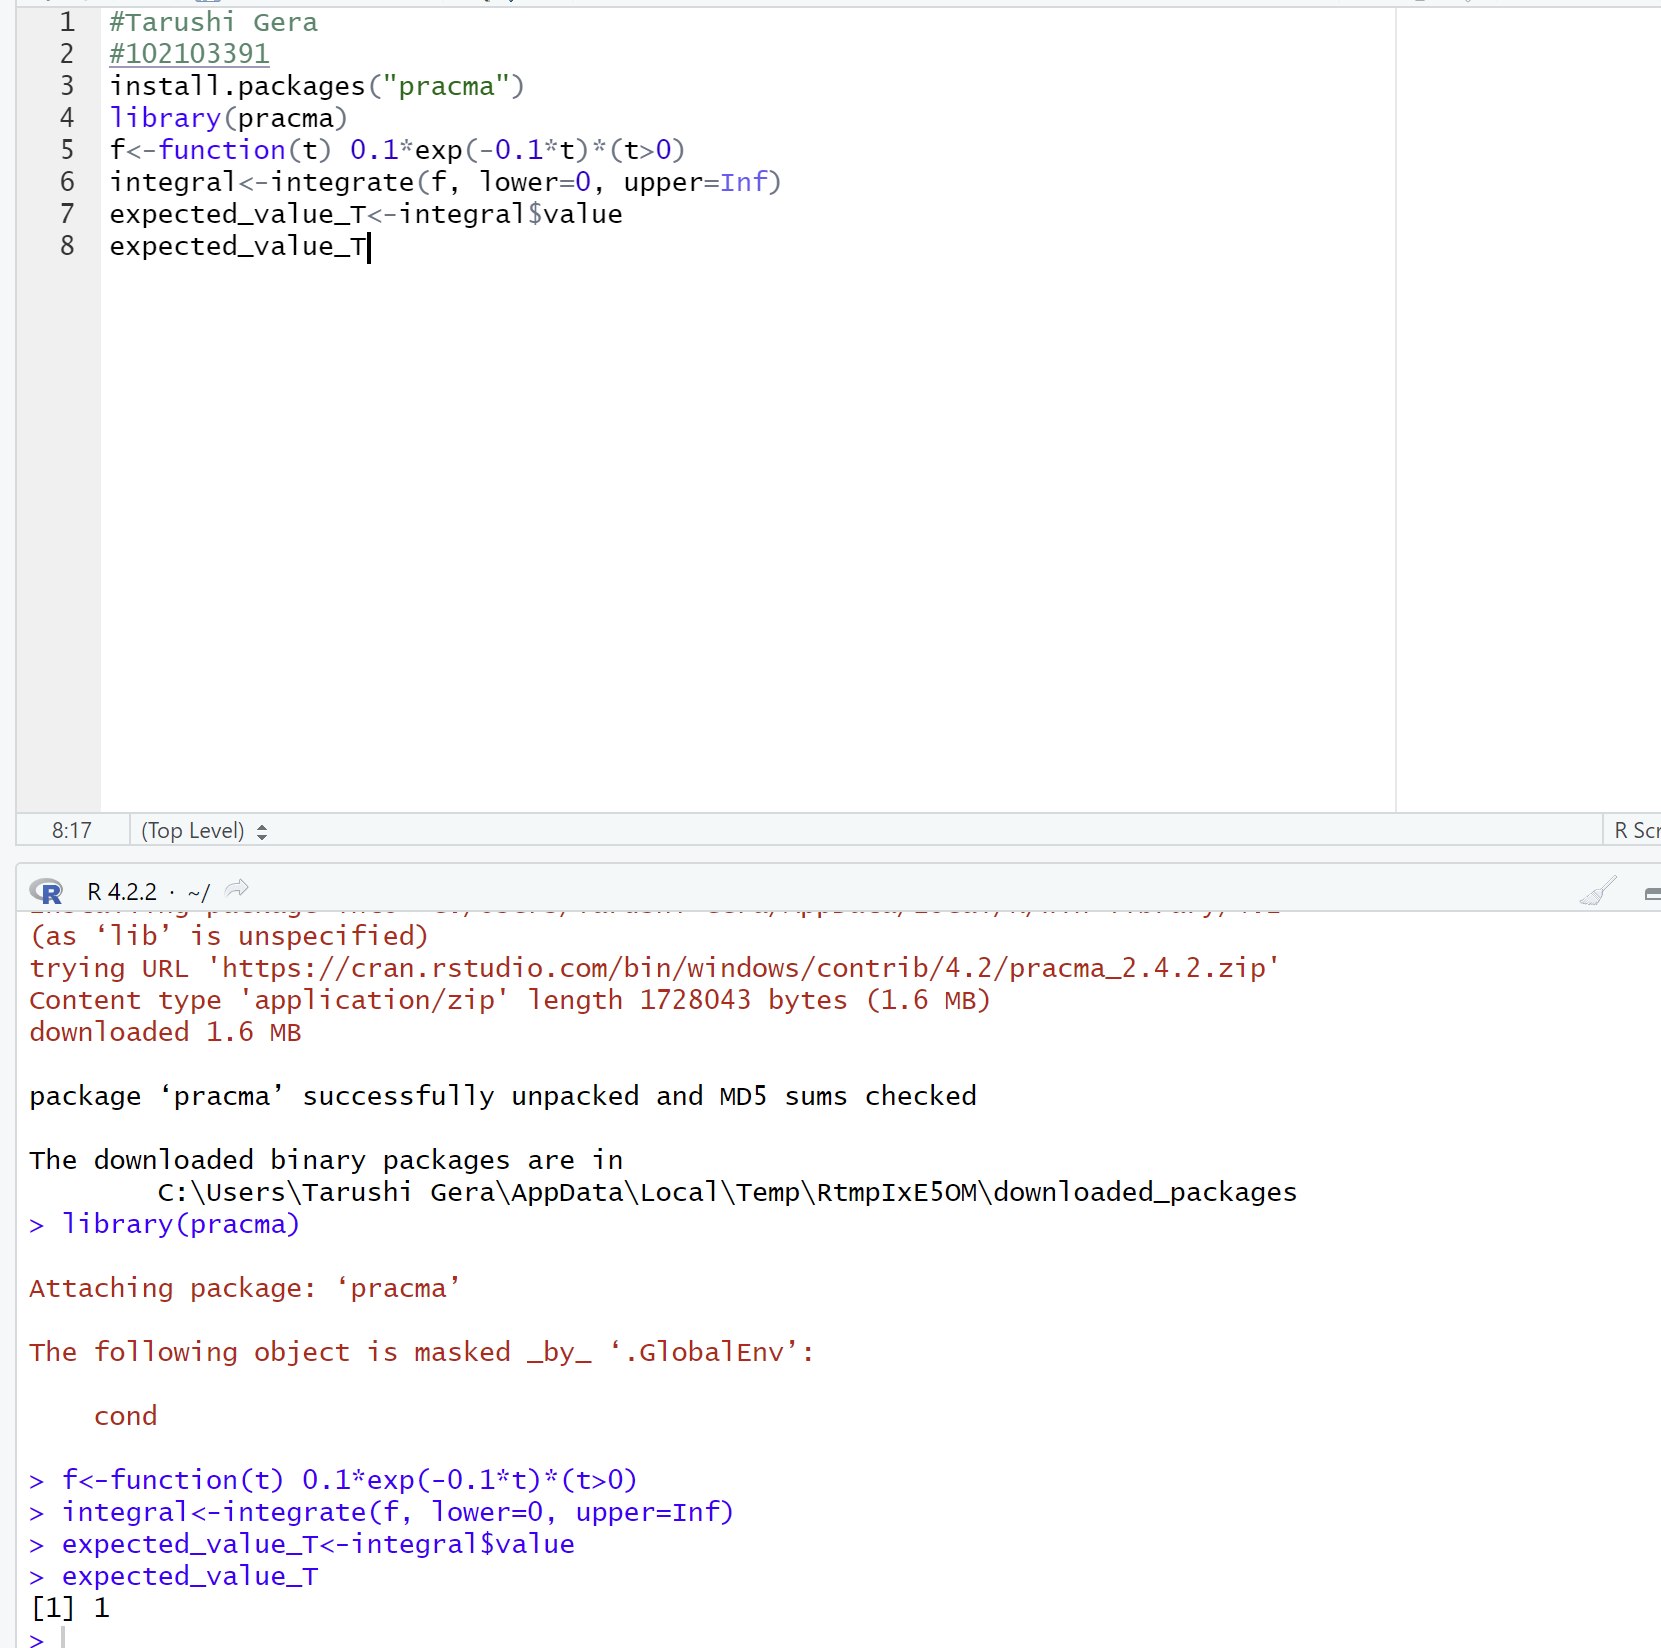 1 #Tarushi Gera
2 #102103391
3 install.packages("pracma")
4 library(pracma)
5 f<-function(t) 0.1*exp(-0.1*t)*(t>0)
6 integral<-integrate(f, lower=0, upper=Inf)
7 expected_value_T<-integral$value
8 expected_value_T
8:17 (Top Level) R Scr
R 4.2.2 · ~/
(as ‘lib’ is unspecified)
trying URL 'https://cran.rstudio.com/bin/windows/contrib/4.2/pracma_2.4.2.zip'
Content type 'application/zip' length 1728043 bytes (1.6 MB)
downloaded 1.6 MB
package ‘pracma’ successfully unpacked and MD5 sums checked
The downloaded binary packages are in
C:\Users\Tarushi Gera\AppData\Local\Temp\RtmpIxE5OM\downloaded_packages
> library(pracma)
Attaching package: ‘pracma’
The following object is masked _by_ ‘.GlobalEnv’:
cond
> f<-function(t) 0.1*exp(-0.1*t)*(t>0)
> integral<-integrate(f, lower=0, upper=Inf)
> expected_value_T<-integral$value
> expected_value_T
[1] 1
>